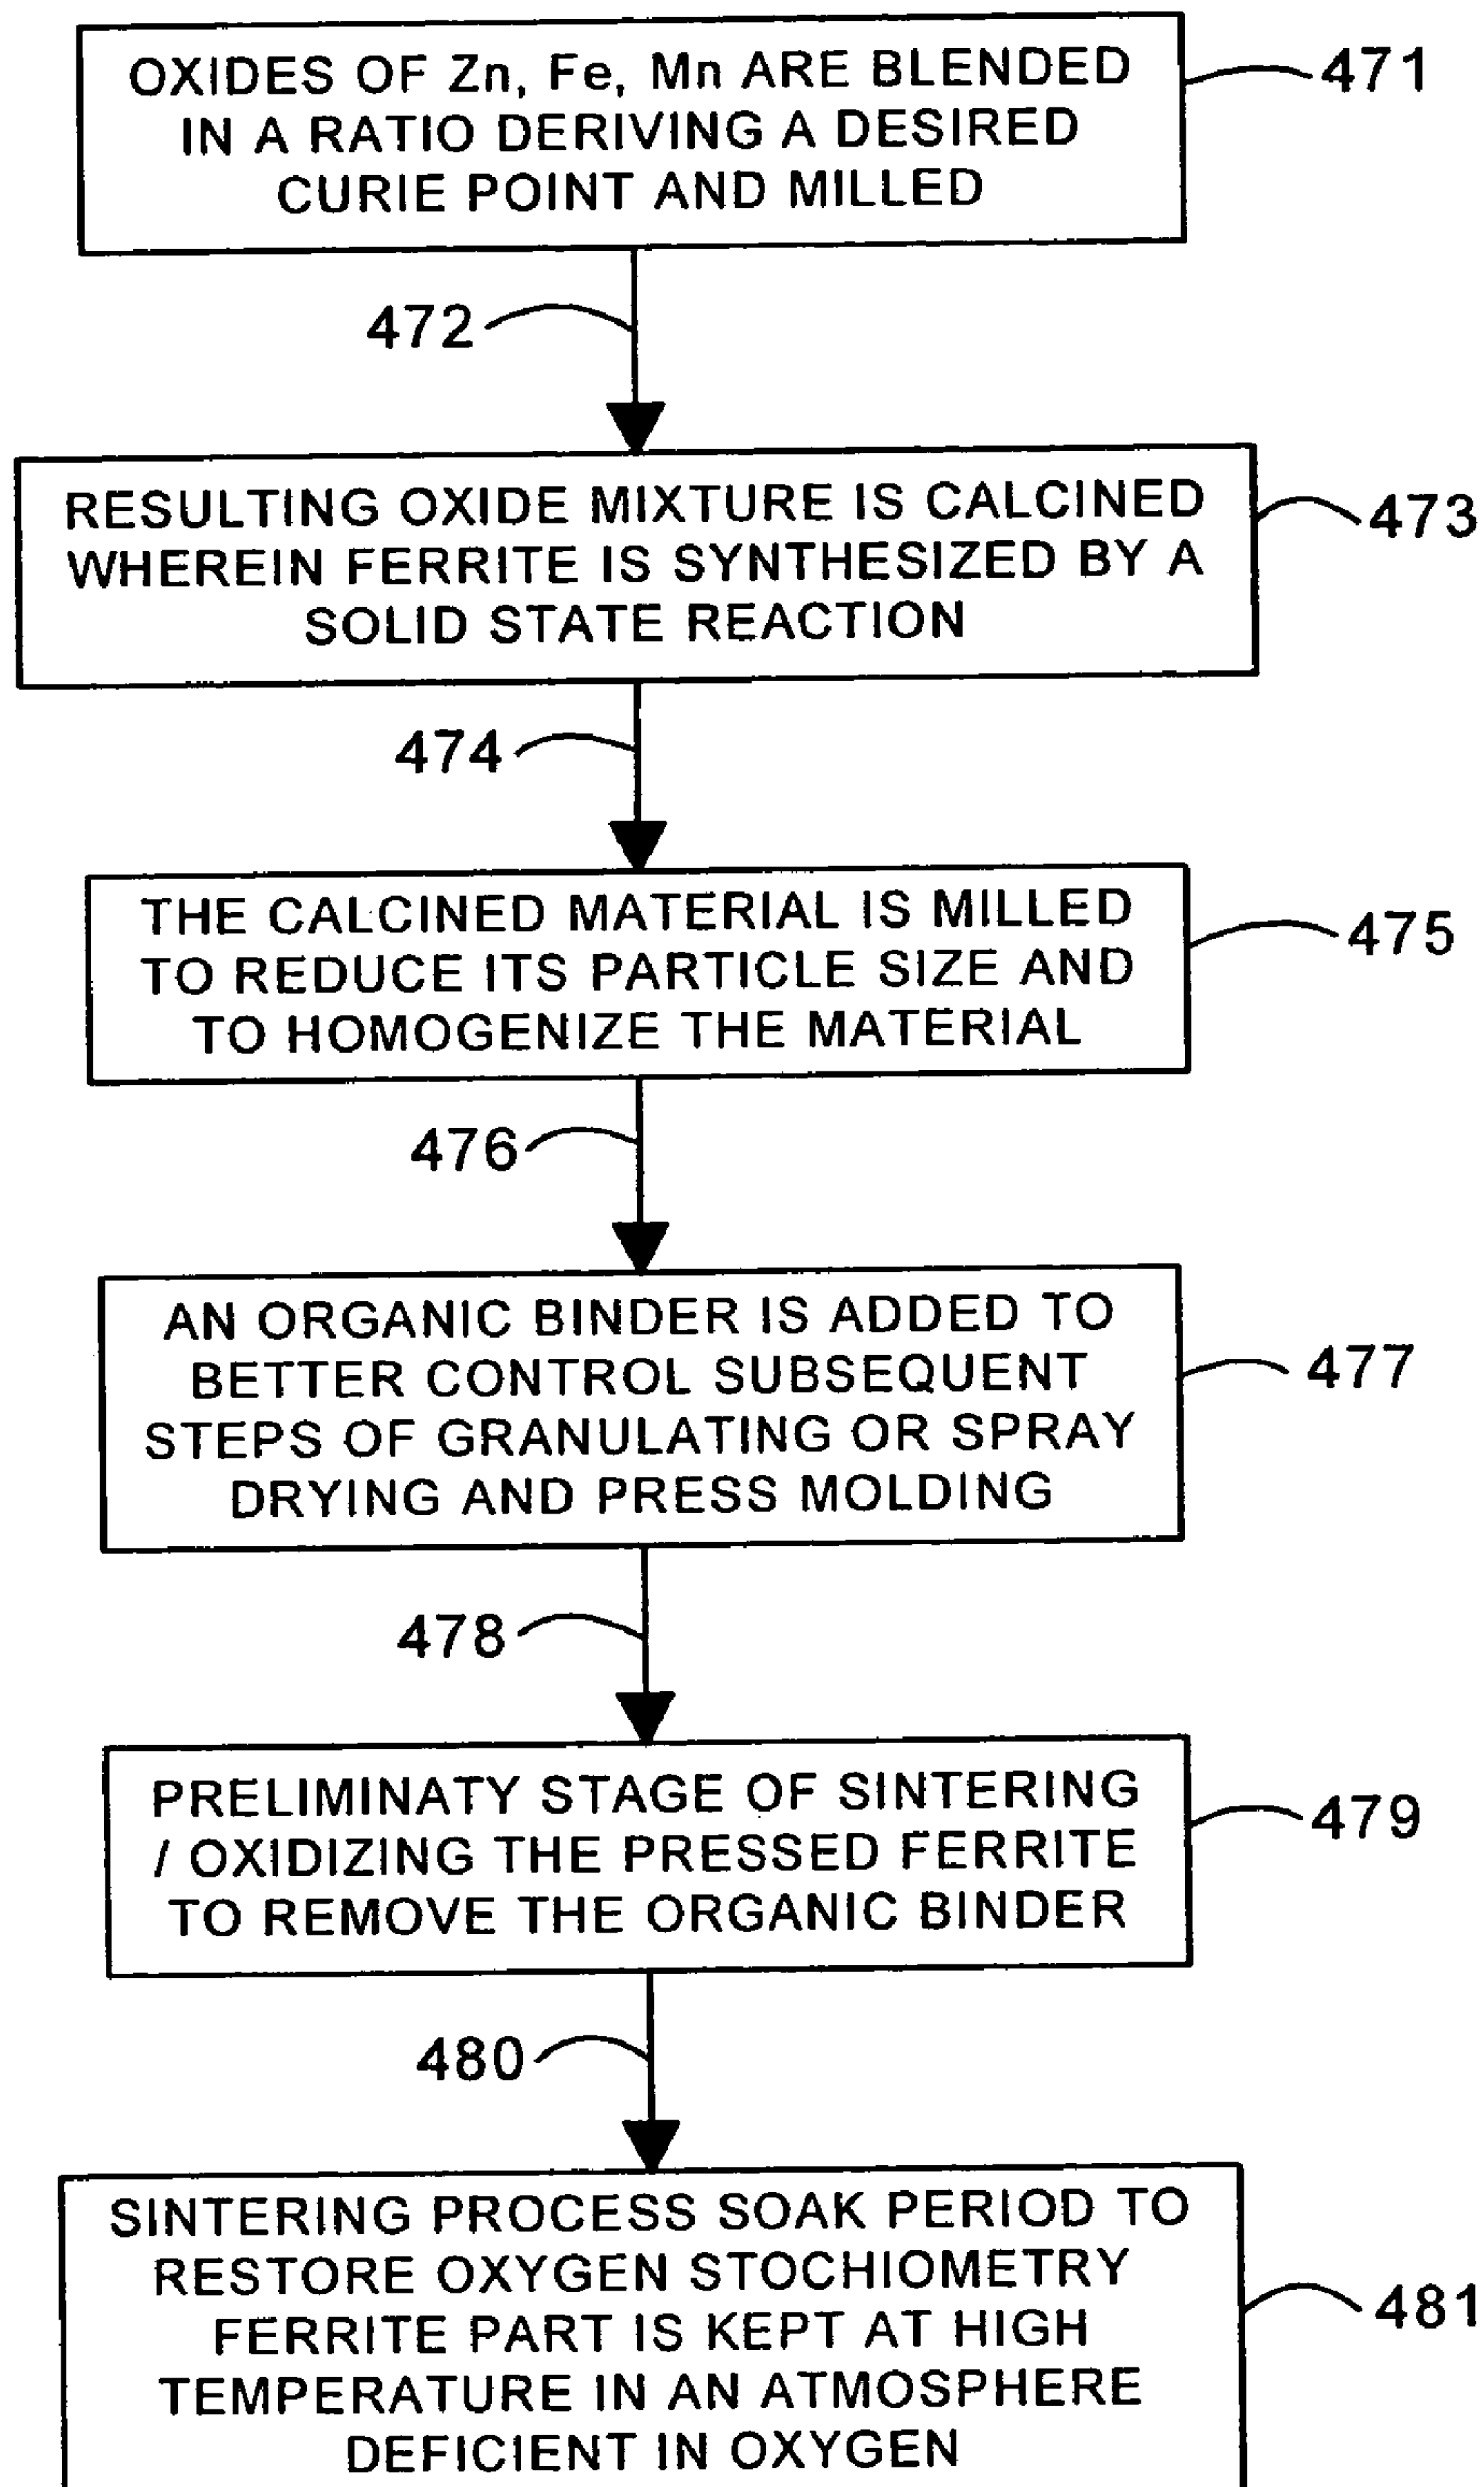 OXIDES OF Zn, Fe, Mn ARE BLENDED
IN A RATIO DERIVING A DESIRED
CURIE POINT AND MILLED
471
472
RESULTING OXIDE MIXTURE IS CALCINED
WHEREIN FERRITE IS SYNTHESIZED BY A
SOLID STATE REACTION
473
474
THE CALCINED MATERIAL IS MILLED
TO REDUCE ITS PARTICLE SIZE AND
TO HOMOGENIZE THE MATERIAL
475
476
AN ORGANIC BINDER IS ADDED TO
BETTER CONTROL SUBSEQUENT
STEPS OF GRANULATING OR SPRAY
DRYING AND PRESS MOLDING
477
478
PRELIMINATY STAGE OF SINTERING
/ OXIDIZING THE PRESSED FERRITE
TO REMOVE THE ORGANIC BINDER
479
480
SINTERING PROCESS SOAK PERIOD TO
RESTORE OXYGEN STOCHIOMETRY
FERRITE PART IS KEPT AT HIGH
TEMPERATURE IN AN ATMOSPHERE
DEFICIENT IN OXYGEN
481